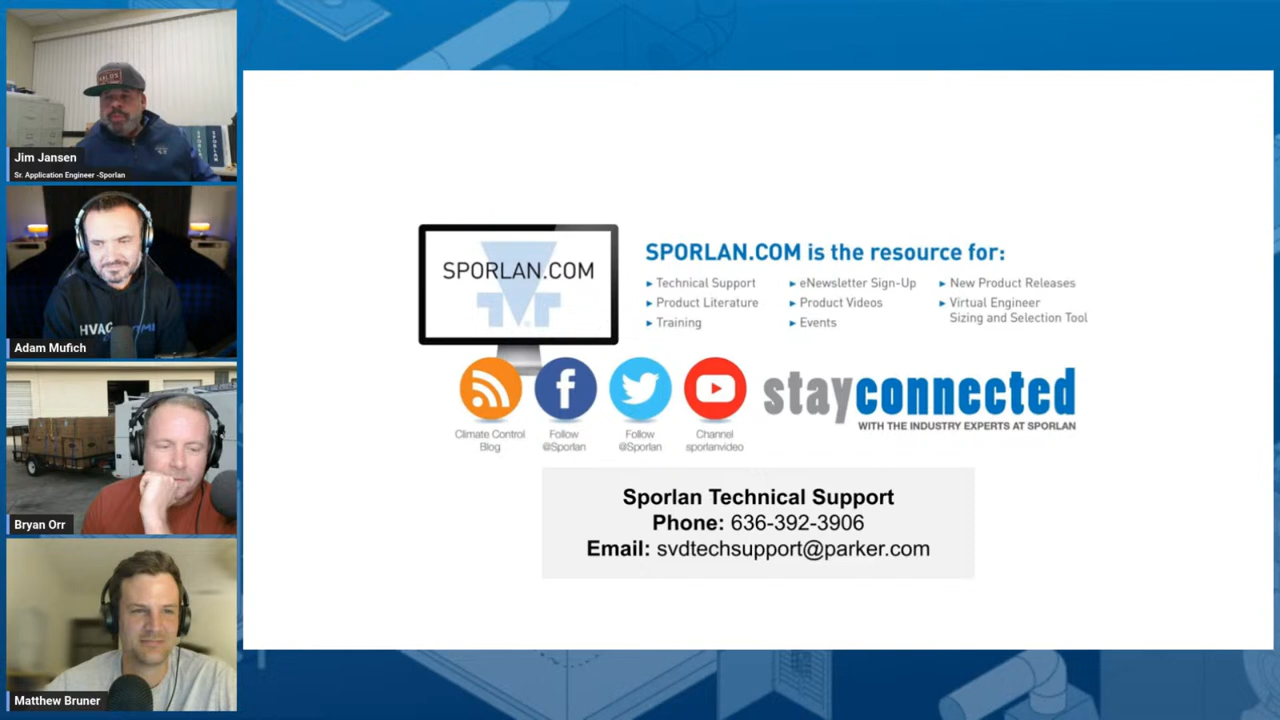 Jim Jansen
Sr. Application Engineer -Sporlan
Adam Mufich
HVAC
Bryan Orr
Matthew Bruner
SPORLAN.COM
SPORLAN.COM is the resource for:
Technical Support
Product Literature
Training
eNewsletter Sign-Up
Product Videos
Events
New Product Releases
Virtual Engineer
Sizing and Selection Tool
Climate Control
Blog
Follow
@Sporlan
Follow
@Sporlan
Channel
sporlanvideo
stayconnected
WITH THE INDUSTRY EXPERTS AT SPORLAN
Sporlan Technical Support
Phone: 636-392-3906
Email: svdtechsupport@parker.com